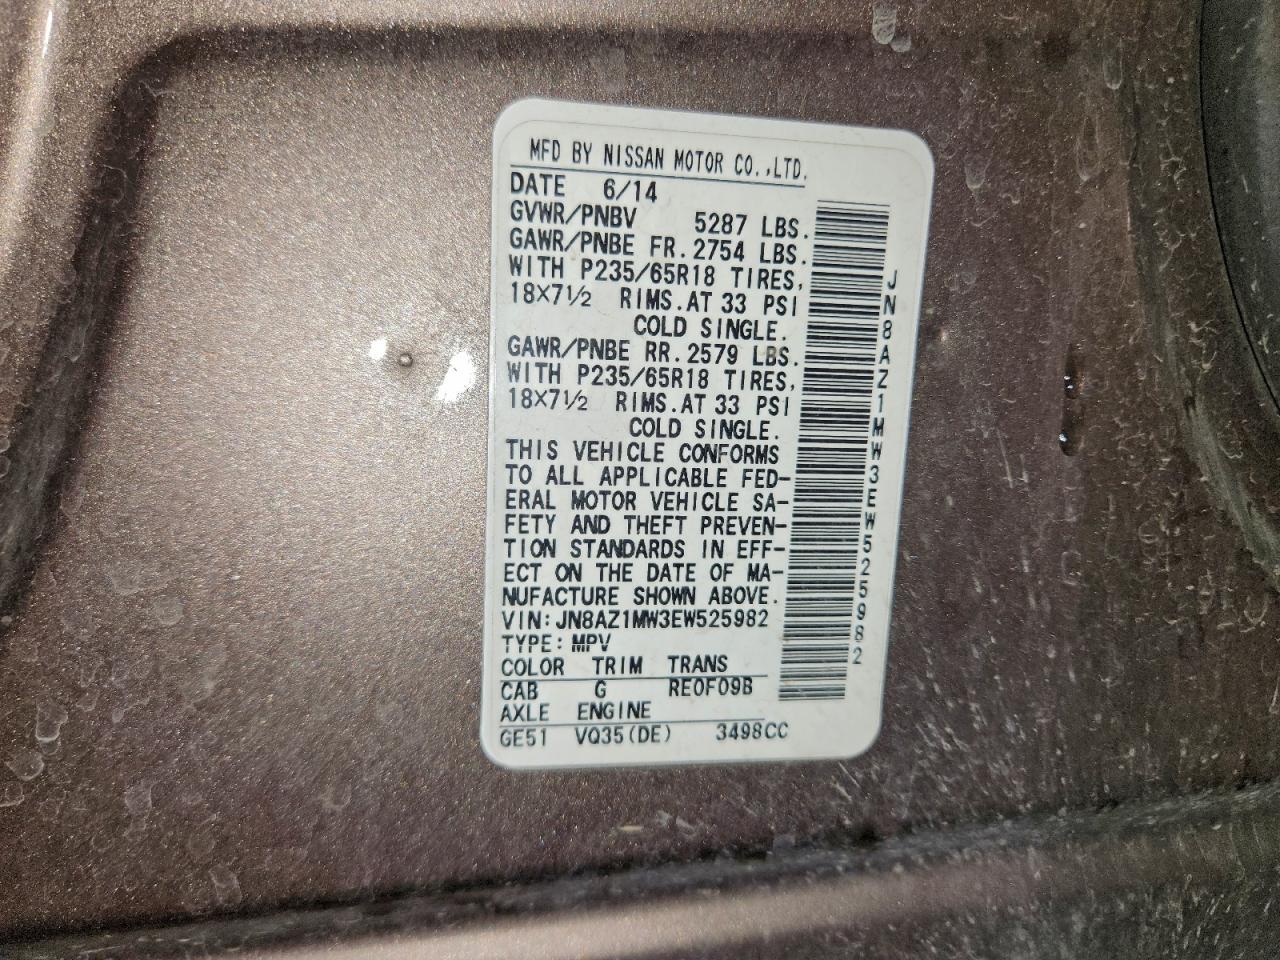 MFD BY NISSAN MOTOR CO.,LTD.
DATE 6/14
GVWR/PNBV 5287 LBS.
GAWR/PNBE FR. 2754 LBS.
WITH P235/65R18 TIRES,
18X7½ RIMS. AT 33 PSI
COLD SINGLE.
GAWR/PNBE RR. 2579 LBS.
WITH P235/65R18 TIRES,
18X7½ RIMS. AT 33 PSI
COLD SINGLE.
THIS VEHICLE CONFORMS
TO ALL APPLICABLE FED-
ERAL MOTOR VEHICLE SA-
FETY AND THEFT PREVEN-
TION STANDARDS IN EFF-
ECT ON THE DATE OF MA-
NUFACTURE SHOWN ABOVE.
VIN: JN8AZ1MW3EW525982
TYPE: MPV
COLOR TRIM TRANS
CAB G RE0F09B
AXLE ENGINE
GE51 VQ35(DE) 3498CC
JN8AZ1MW3EW525982